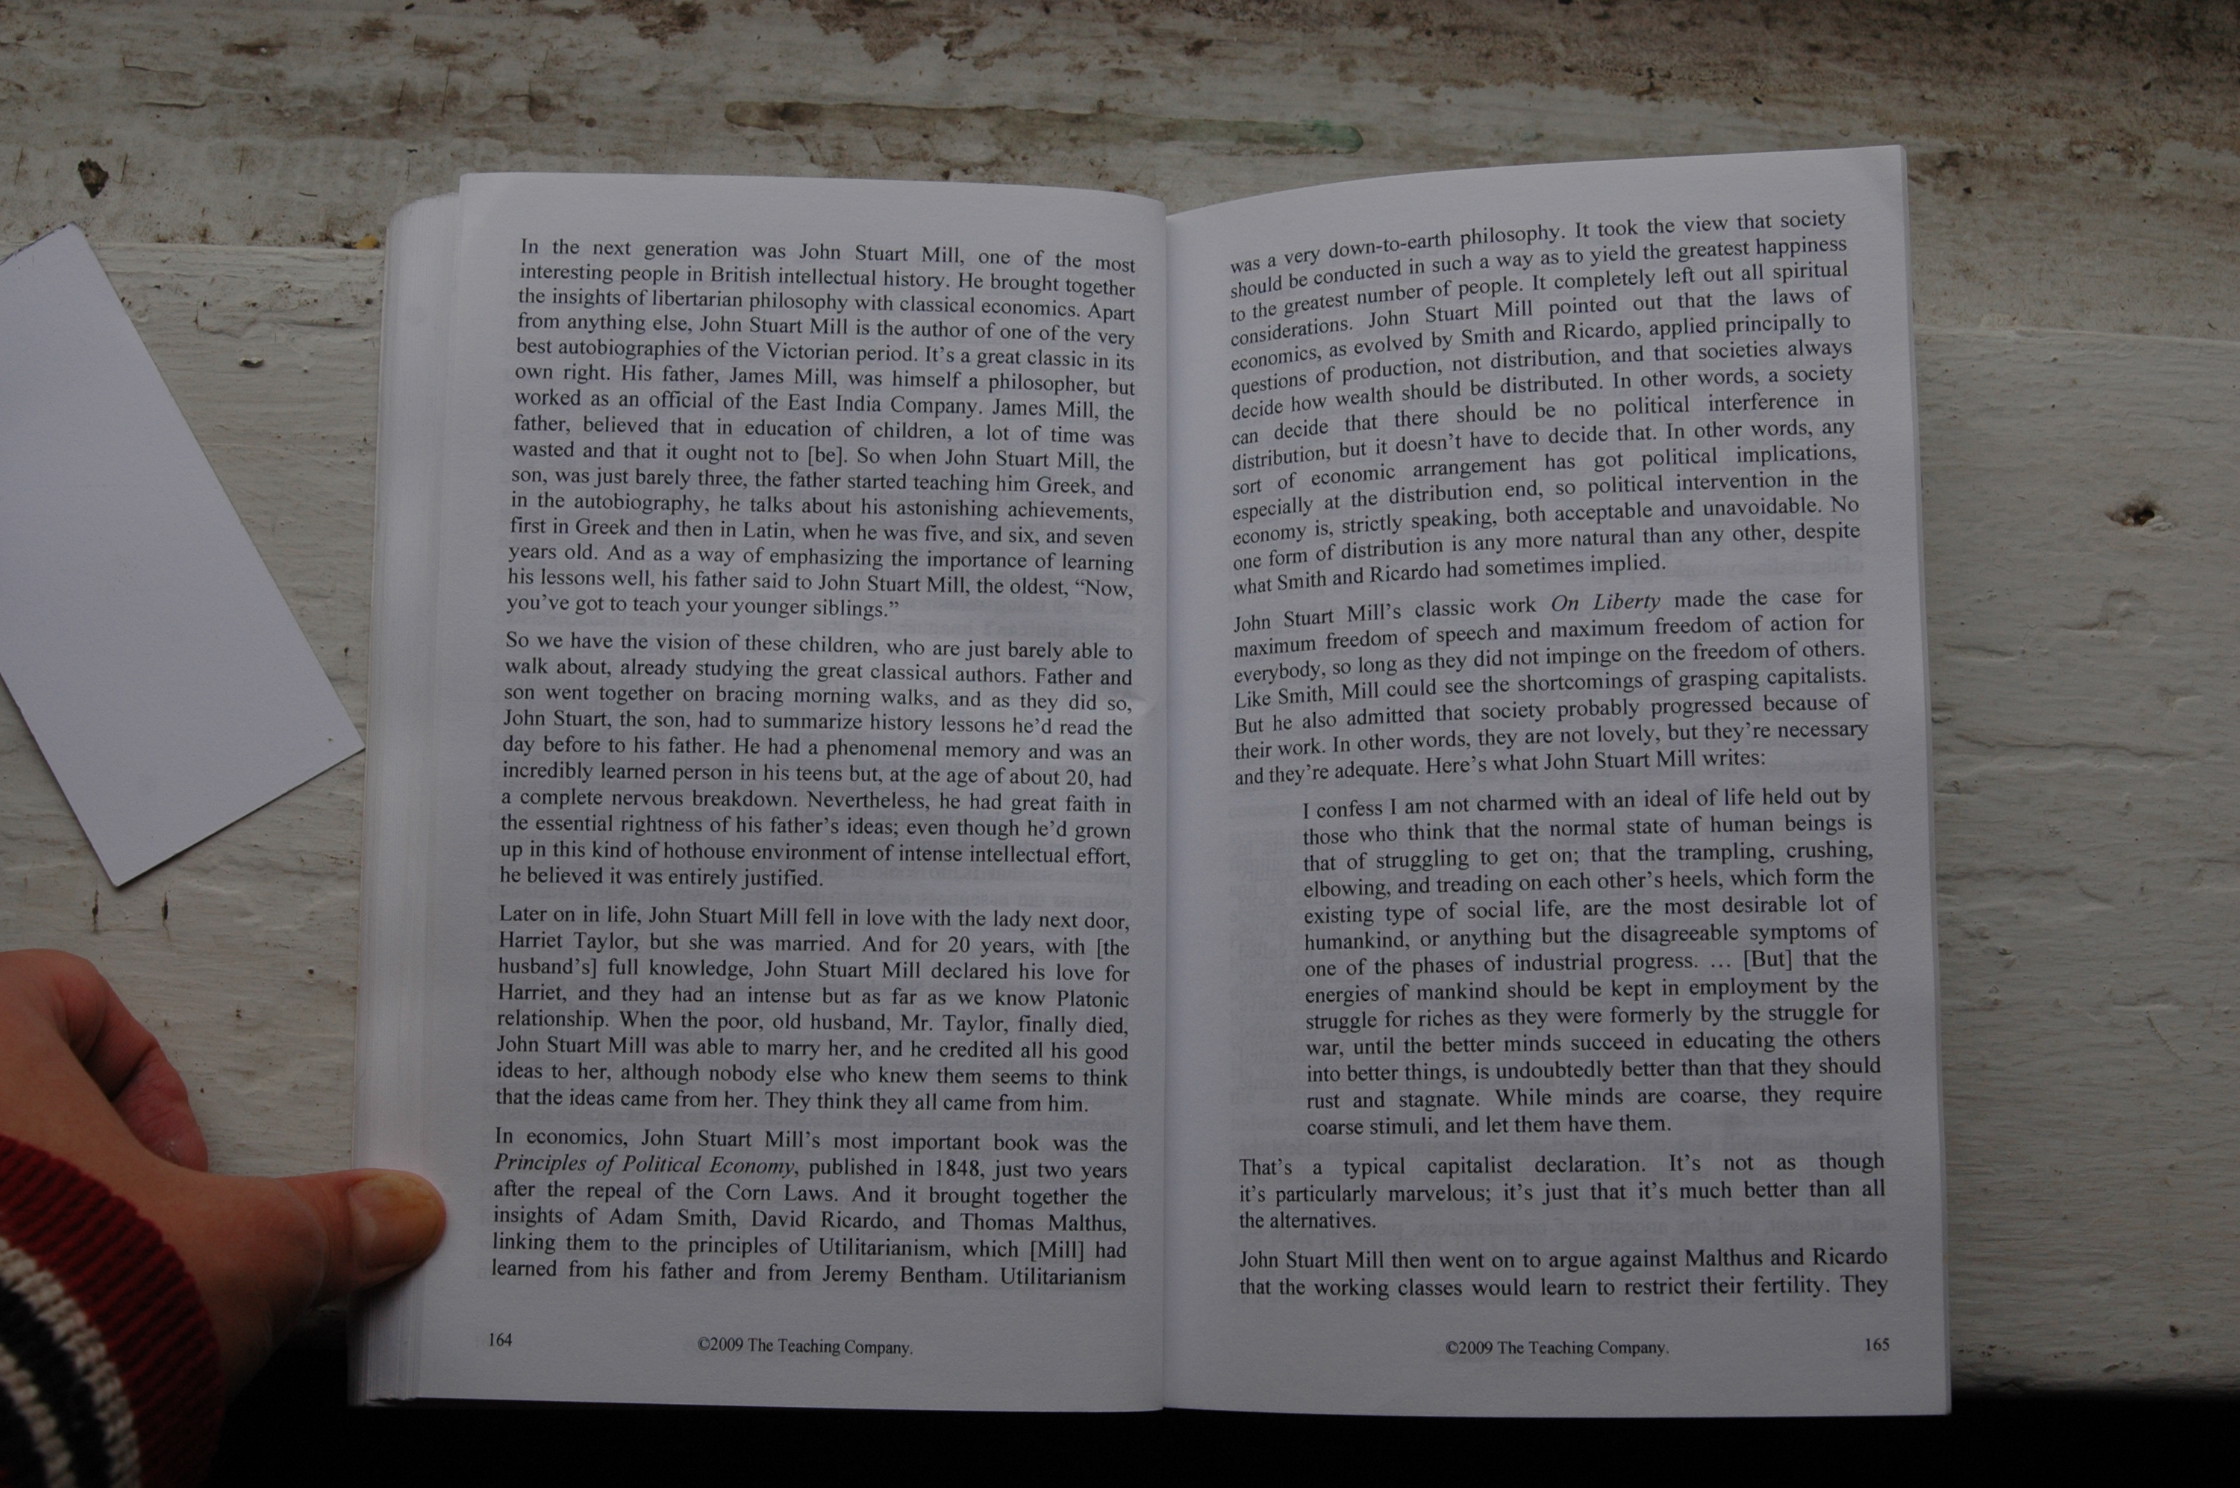 In the next generation was John Stuart Mill, one of the most
interesting people in British intellectual history. He brought together
the insights of libertarian philosophy with classical economics. Apart
from anything else, John Stuart Mill is the author of one of the very
best autobiographies of the Victorian period. It's a great classic in its
own right. His father, James Mill, was himself a philosopher, but
worked as an official of the East India Company. James Mill, the
father, believed that in education of children, a lot of time was
wasted and that it ought not to [be]. So when John Stuart Mill, the
son, was just barely three, the father started teaching him Greek, and
in the autobiography, he talks about his astonishing achievements,
first in Greek and then in Latin, when he was five, and six, and seven
years old. And as a way of emphasizing the importance of learning
his lessons well, his father said to John Stuart Mill, the oldest, “Now,
you've got to teach your younger siblings.”
So we have the vision of these children, who are just barely able to
walk about, already studying the great classical authors. Father and
son went together on bracing morning walks, and as they did so,
John Stuart, the son, had to summarize history lessons he'd read the
day before to his father. He had a phenomenal memory and was an
incredibly learned person in his teens but, at the age of about 20, had
a complete nervous breakdown. Nevertheless, he had great faith in
the essential rightness of his father's ideas; even though he'd grown
up in this kind of hothouse environment of intense intellectual effort,
he believed it was entirely justified.
Later on in life, John Stuart Mill fell in love with the lady next door,
Harriet Taylor, but she was married. And for 20 years, with [the
husband's] full knowledge, John Stuart Mill declared his love for
Harriet, and they had an intense but as far as we know Platonic
relationship. When the poor, old husband, Mr. Taylor, finally died,
John Stuart Mill was able to marry her, and he credited all his good
ideas to her, although nobody else who knew them seems to think
that the ideas came from her. They think they all came from him.
In economics, John Stuart Mill's most important book was the
Principles of Political Economy, published in 1848, just two years
after the repeal of the Corn Laws. And it brought together the
insights of Adam Smith, David Ricardo, and Thomas Malthus,
linking them to the principles of Utilitarianism, which [Mill] had
learned from his father and from Jeremy Bentham. Utilitarianism
164
©2009 The Teaching Company.
was a very down-to-earth philosophy. It took the view that society
should be conducted in such a way as to yield the greatest happiness
to the greatest number of people. It completely left out all spiritual
considerations. John Stuart Mill pointed out that the laws of
economics, as evolved by Smith and Ricardo, applied principally to
questions of production, not distribution, and that societies always
decide how wealth should be distributed. In other words, a society
can decide that there should be no political interference in
distribution, but it doesn't have to decide that. In other words, any
sort of economic arrangement has got political implications,
especially at the distribution end, so political intervention in the
economy is, strictly speaking, both acceptable and unavoidable. No
one form of distribution is any more natural than any other, despite
what Smith and Ricardo had sometimes implied.
John Stuart Mill's classic work On Liberty made the case for
maximum freedom of speech and maximum freedom of action for
everybody, so long as they did not impinge on the freedom of others.
Like Smith, Mill could see the shortcomings of grasping capitalists.
But he also admitted that society probably progressed because of
their work. In other words, they are not lovely, but they're necessary
and they're adequate. Here's what John Stuart Mill writes:
I confess I am not charmed with an ideal of life held out by
those who think that the normal state of human beings is
that of struggling to get on; that the trampling, crushing,
elbowing, and treading on each other's heels, which form the
existing type of social life, are the most desirable lot of
humankind, or anything but the disagreeable symptoms of
one of the phases of industrial progress. … [But] that the
energies of mankind should be kept in employment by the
struggle for riches as they were formerly by the struggle for
war, until the better minds succeed in educating the others
into better things, is undoubtedly better than that they should
rust and stagnate. While minds are coarse, they require
coarse stimuli, and let them have them.
That's a typical capitalist declaration. It's not as though
it's particularly marvelous; it's just that it's much better than all
the alternatives.
John Stuart Mill then went on to argue against Malthus and Ricardo
that the working classes would learn to restrict their fertility. They
©2009 The Teaching Company.
165